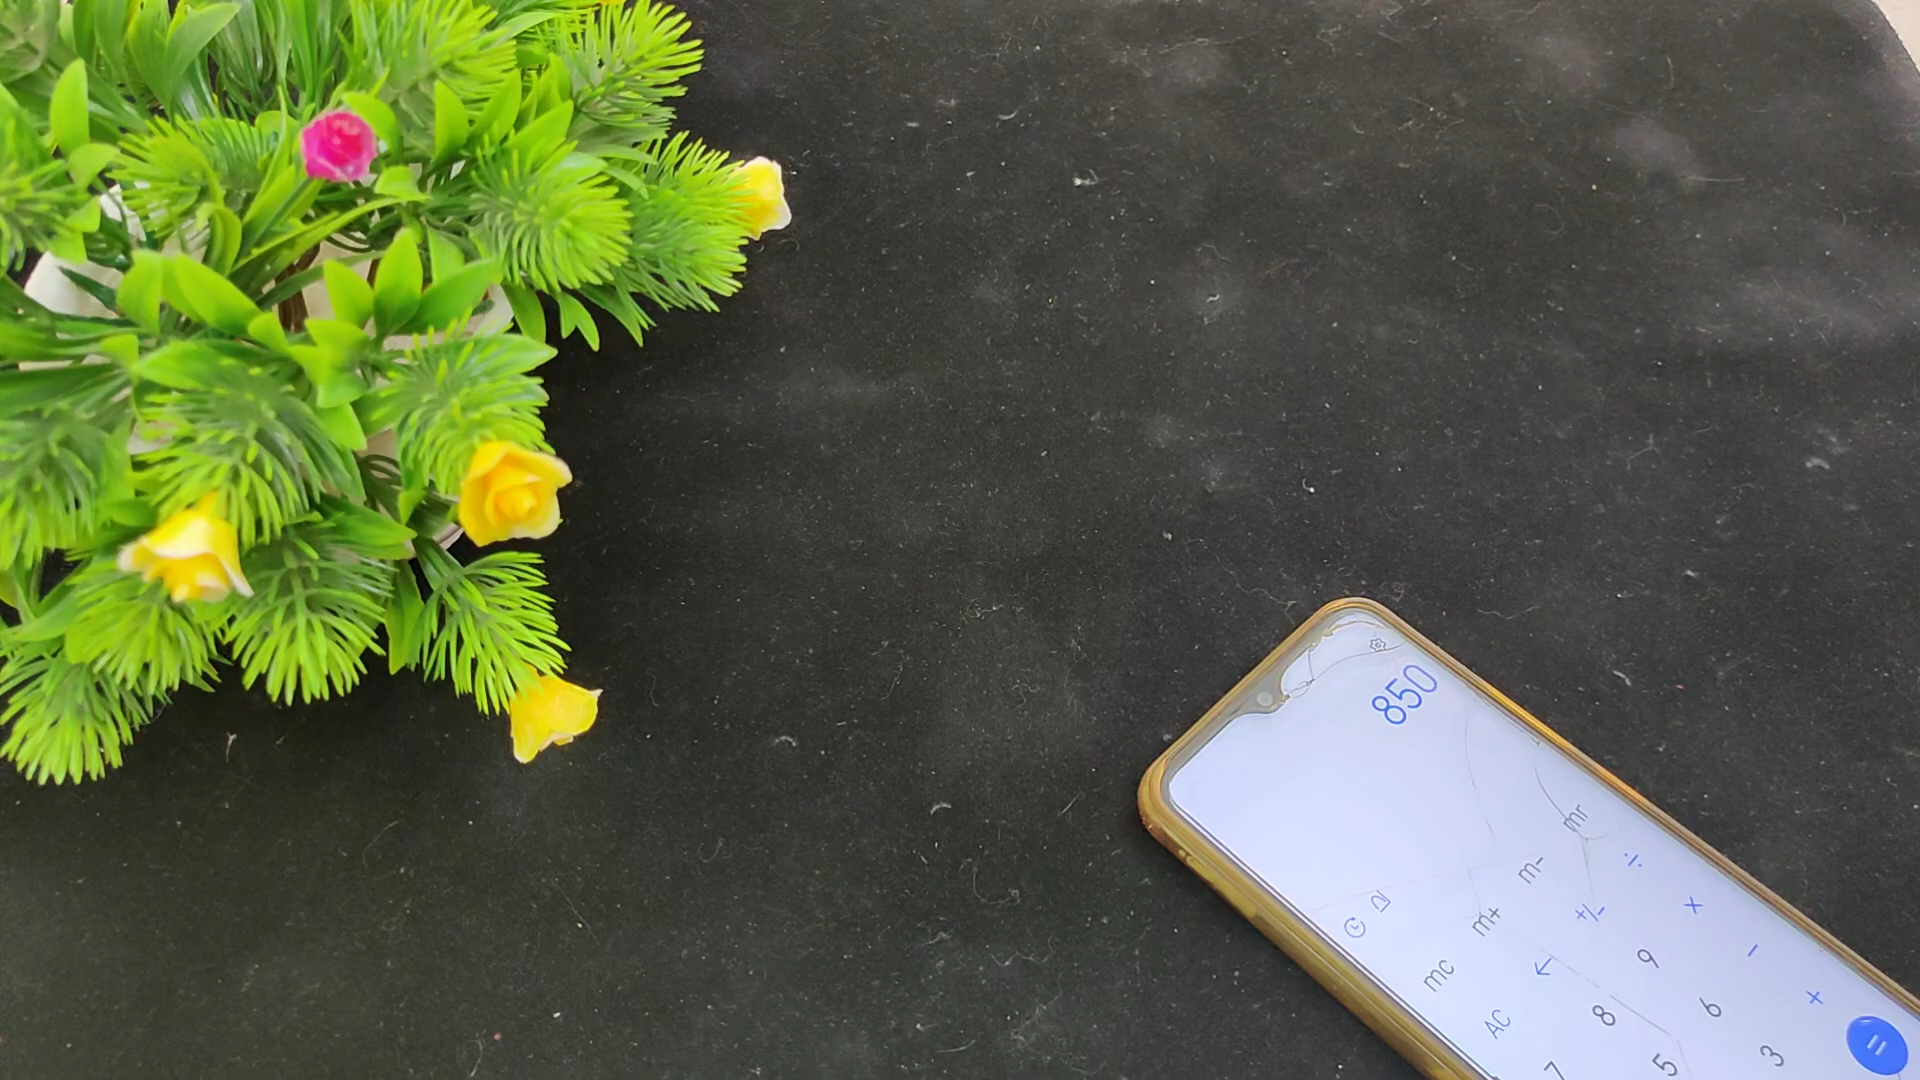 850
mc m+ m- mr
AC ← +/- ÷
7 8 9 ×
5 6 -
3 +
=